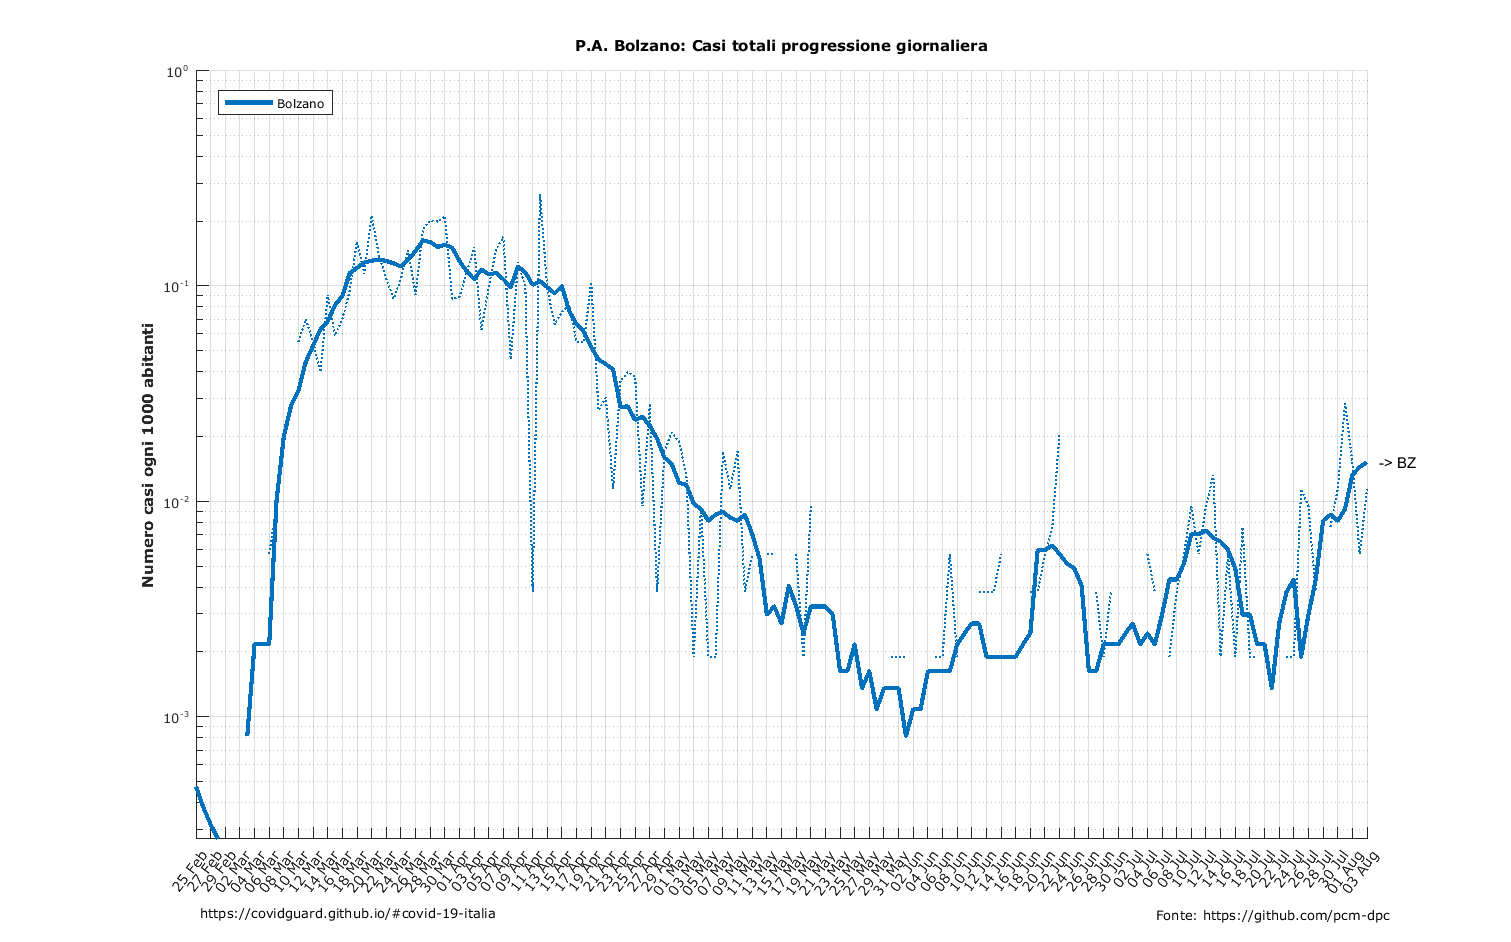 P.A. Bolzano: Casi totali progressione giornaliera
10^0
Bolzano
10^-1
Numero casi ogni 1000 abitanti
-> BZ
10^-2
10^-3
25 Feb
27 Feb
29 Feb
02 Mar
04 Mar
06 Mar
08 Mar
10 Mar
12 Mar
14 Mar
16 Mar
18 Mar
20 Mar
22 Mar
24 Mar
26 Mar
28 Mar
30 Mar
01 Apr
03 Apr
05 Apr
07 Apr
09 Apr
11 Apr
13 Apr
15 Apr
17 Apr
19 Apr
21 Apr
23 Apr
25 Apr
27 Apr
29 Apr
01 May
03 May
05 May
07 May
09 May
11 May
13 May
15 May
17 May
19 May
21 May
23 May
25 May
27 May
29 May
31 May
02 Jun
04 Jun
06 Jun
08 Jun
10 Jun
12 Jun
14 Jun
16 Jun
18 Jun
20 Jun
22 Jun
24 Jun
26 Jun
28 Jun
30 Jun
02 Jul
04 Jul
06 Jul
08 Jul
10 Jul
12 Jul
14 Jul
16 Jul
18 Jul
20 Jul
22 Jul
24 Jul
26 Jul
28 Jul
30 Jul
01 Aug
03 Aug
https://covidguard.github.io/#covid-19-italia
Fonte: https://github.com/pcm-dpc